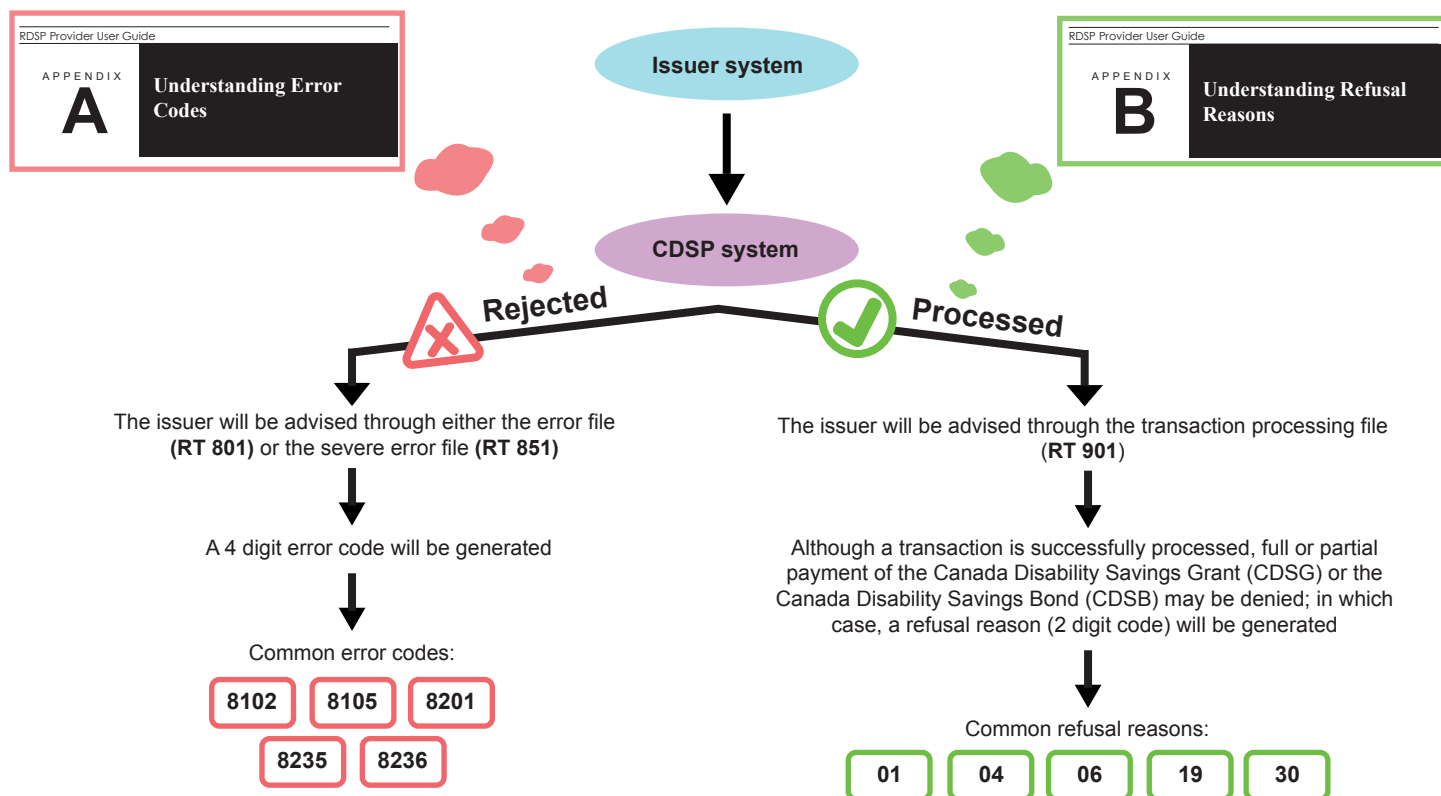 RDSP Provider User Guide
APPENDIX
A
Understanding Error
Codes
Issuer system
RDSP Provider User Guide
APPENDIX
B
Understanding Refusal
Reasons
CDSP system
Rejected
Processed
The issuer will be advised through either the error file
(RT 801) or the severe error file (RT 851)
A 4 digit error code will be generated
Common error codes:
8102 8105 8201
8235 8236
The issuer will be advised through the transaction processing file
(RT 901)
Although a transaction is successfully processed, full or partial
payment of the Canada Disability Savings Grant (CDSG) or the
Canada Disability Savings Bond (CDSB) may be denied; in which
case, a refusal reason (2 digit code) will be generated
Common refusal reasons:
01 04 06 19 30